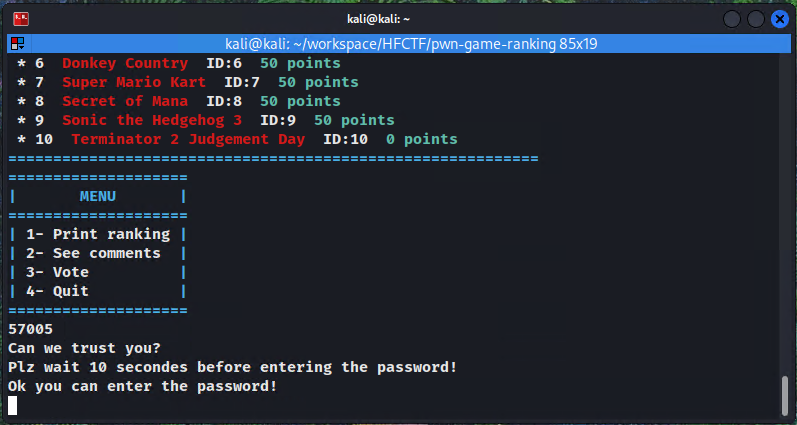 kali@kali: ~
kali@kali: ~/workspace/HFCTF/pwn-game-ranking 85x19
* 6  Donkey Country  ID:6  50 points
* 7  Super Mario Kart  ID:7  50 points
* 8  Secret of Mana  ID:8  50 points
* 9  Sonic the Hedgehog 3  ID:9  50 points
* 10  Terminator 2 Judgement Day  ID:10  0 points
===========================================================
====================
|       MENU       |
====================
| 1- Print ranking |
| 2- See comments  |
| 3- Vote          |
| 4- Quit          |
====================
57005
Can we trust you?
Plz wait 10 secondes before entering the password!
Ok you can enter the password!